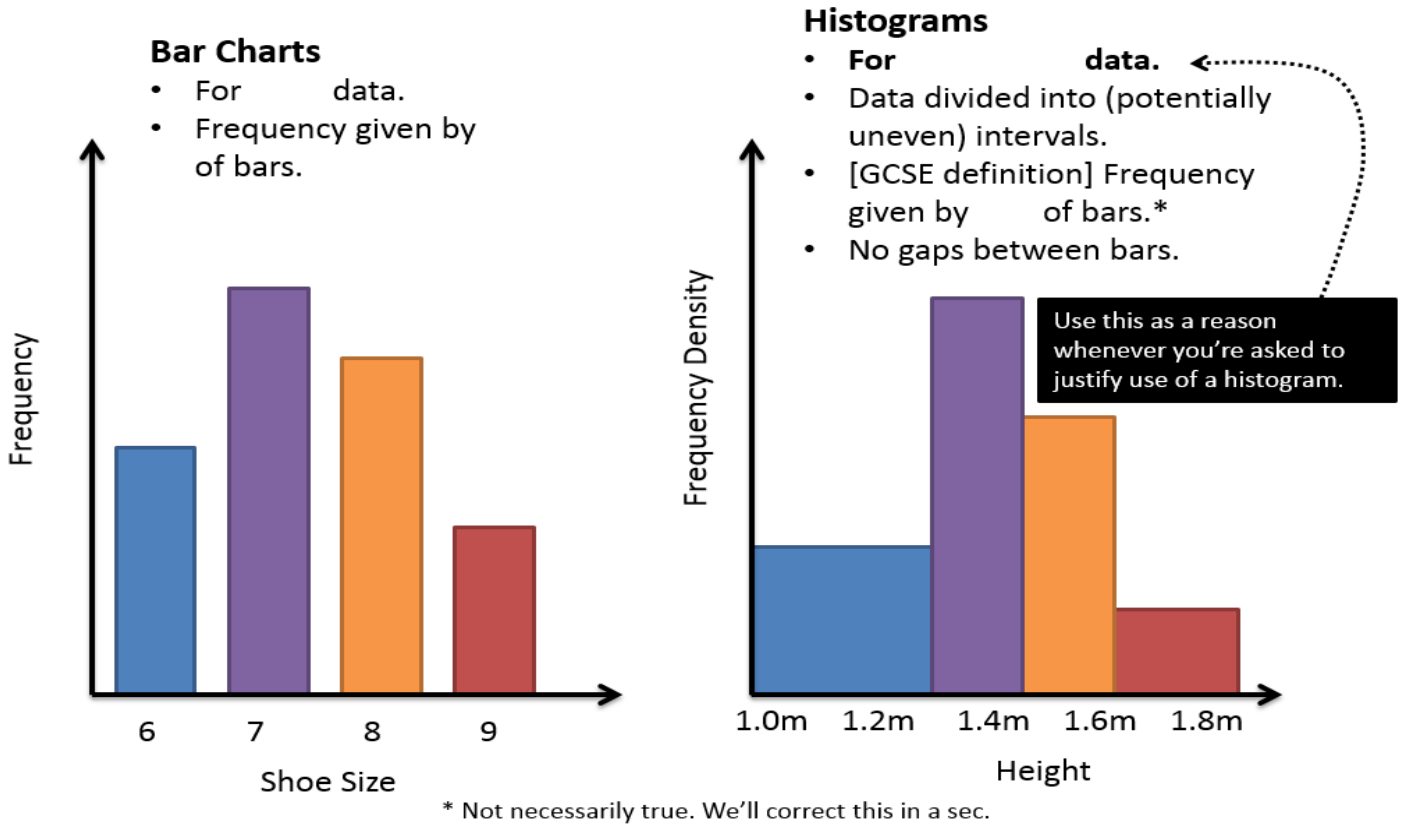 Bar Charts
• For data.
• Frequency given by
of bars.
Frequency
6 7 8 9
Shoe Size
Histograms
• For data.
• Data divided into (potentially
uneven) intervals.
• [GCSE definition] Frequency
given by of bars.*
• No gaps between bars.
Use this as a reason
whenever you’re asked to
justify use of a histogram.
Frequency Density
1.0m 1.2m 1.4m 1.6m 1.8m
Height
* Not necessarily true. We’ll correct this in a sec.